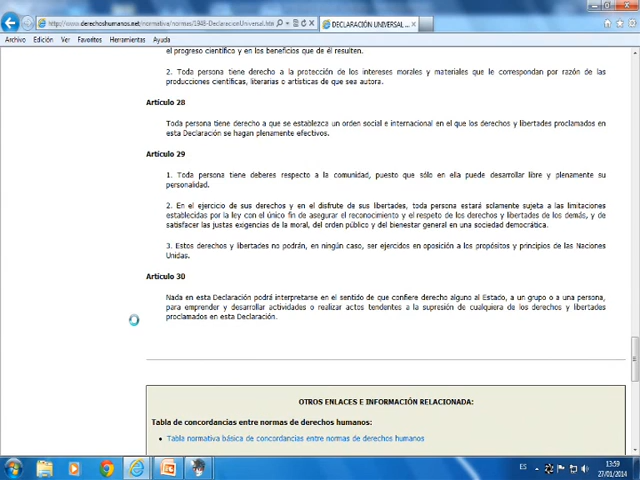 http://www.derechoshumanos.net/normativa/normas/1948-DeclaracionUniversal.htm
DECLARACIÓN UNIVERSAL ...
Archivo Edición Ver Favoritos Herramientas Ayuda
el progreso científico y en los beneficios que de él resulten.
2. Toda persona tiene derecho a la protección de los intereses morales y materiales que le correspondan por razón de las
producciones científicas, literarias o artísticas de que sea autora.
Artículo 28
Toda persona tiene derecho a que se establezca un orden social e internacional en el que los derechos y libertades proclamados en
esta Declaración se hagan plenamente efectivos.
Artículo 29
1. Toda persona tiene deberes respecto a la comunidad, puesto que sólo en ella puede desarrollar libre y plenamente su
personalidad.
2. En el ejercicio de sus derechos y en el disfrute de sus libertades, toda persona estará solamente sujeta a las limitaciones
establecidas por la ley con el único fin de asegurar el reconocimiento y el respeto de los derechos y libertades de los demás, y de
satisfacer las justas exigencias de la moral, del orden público y del bienestar general en una sociedad democrática.
3. Estos derechos y libertades no podrán, en ningún caso, ser ejercidos en oposición a los propósitos y principios de las Naciones
Unidas.
Artículo 30
Nada en esta Declaración podrá interpretarse en el sentido de que confiere derecho alguno al Estado, a un grupo o a una persona,
para emprender y desarrollar actividades o realizar actos tendentes a la supresión de cualquiera de los derechos y libertades
proclamados en esta Declaración.
OTROS ENLACES E INFORMACIÓN RELACIONADA:
Tabla de concordancias entre normas de derechos humanos:
• Tabla normativa básica de concordancias entre normas de derechos humanos
ES
13:59
27/01/2014